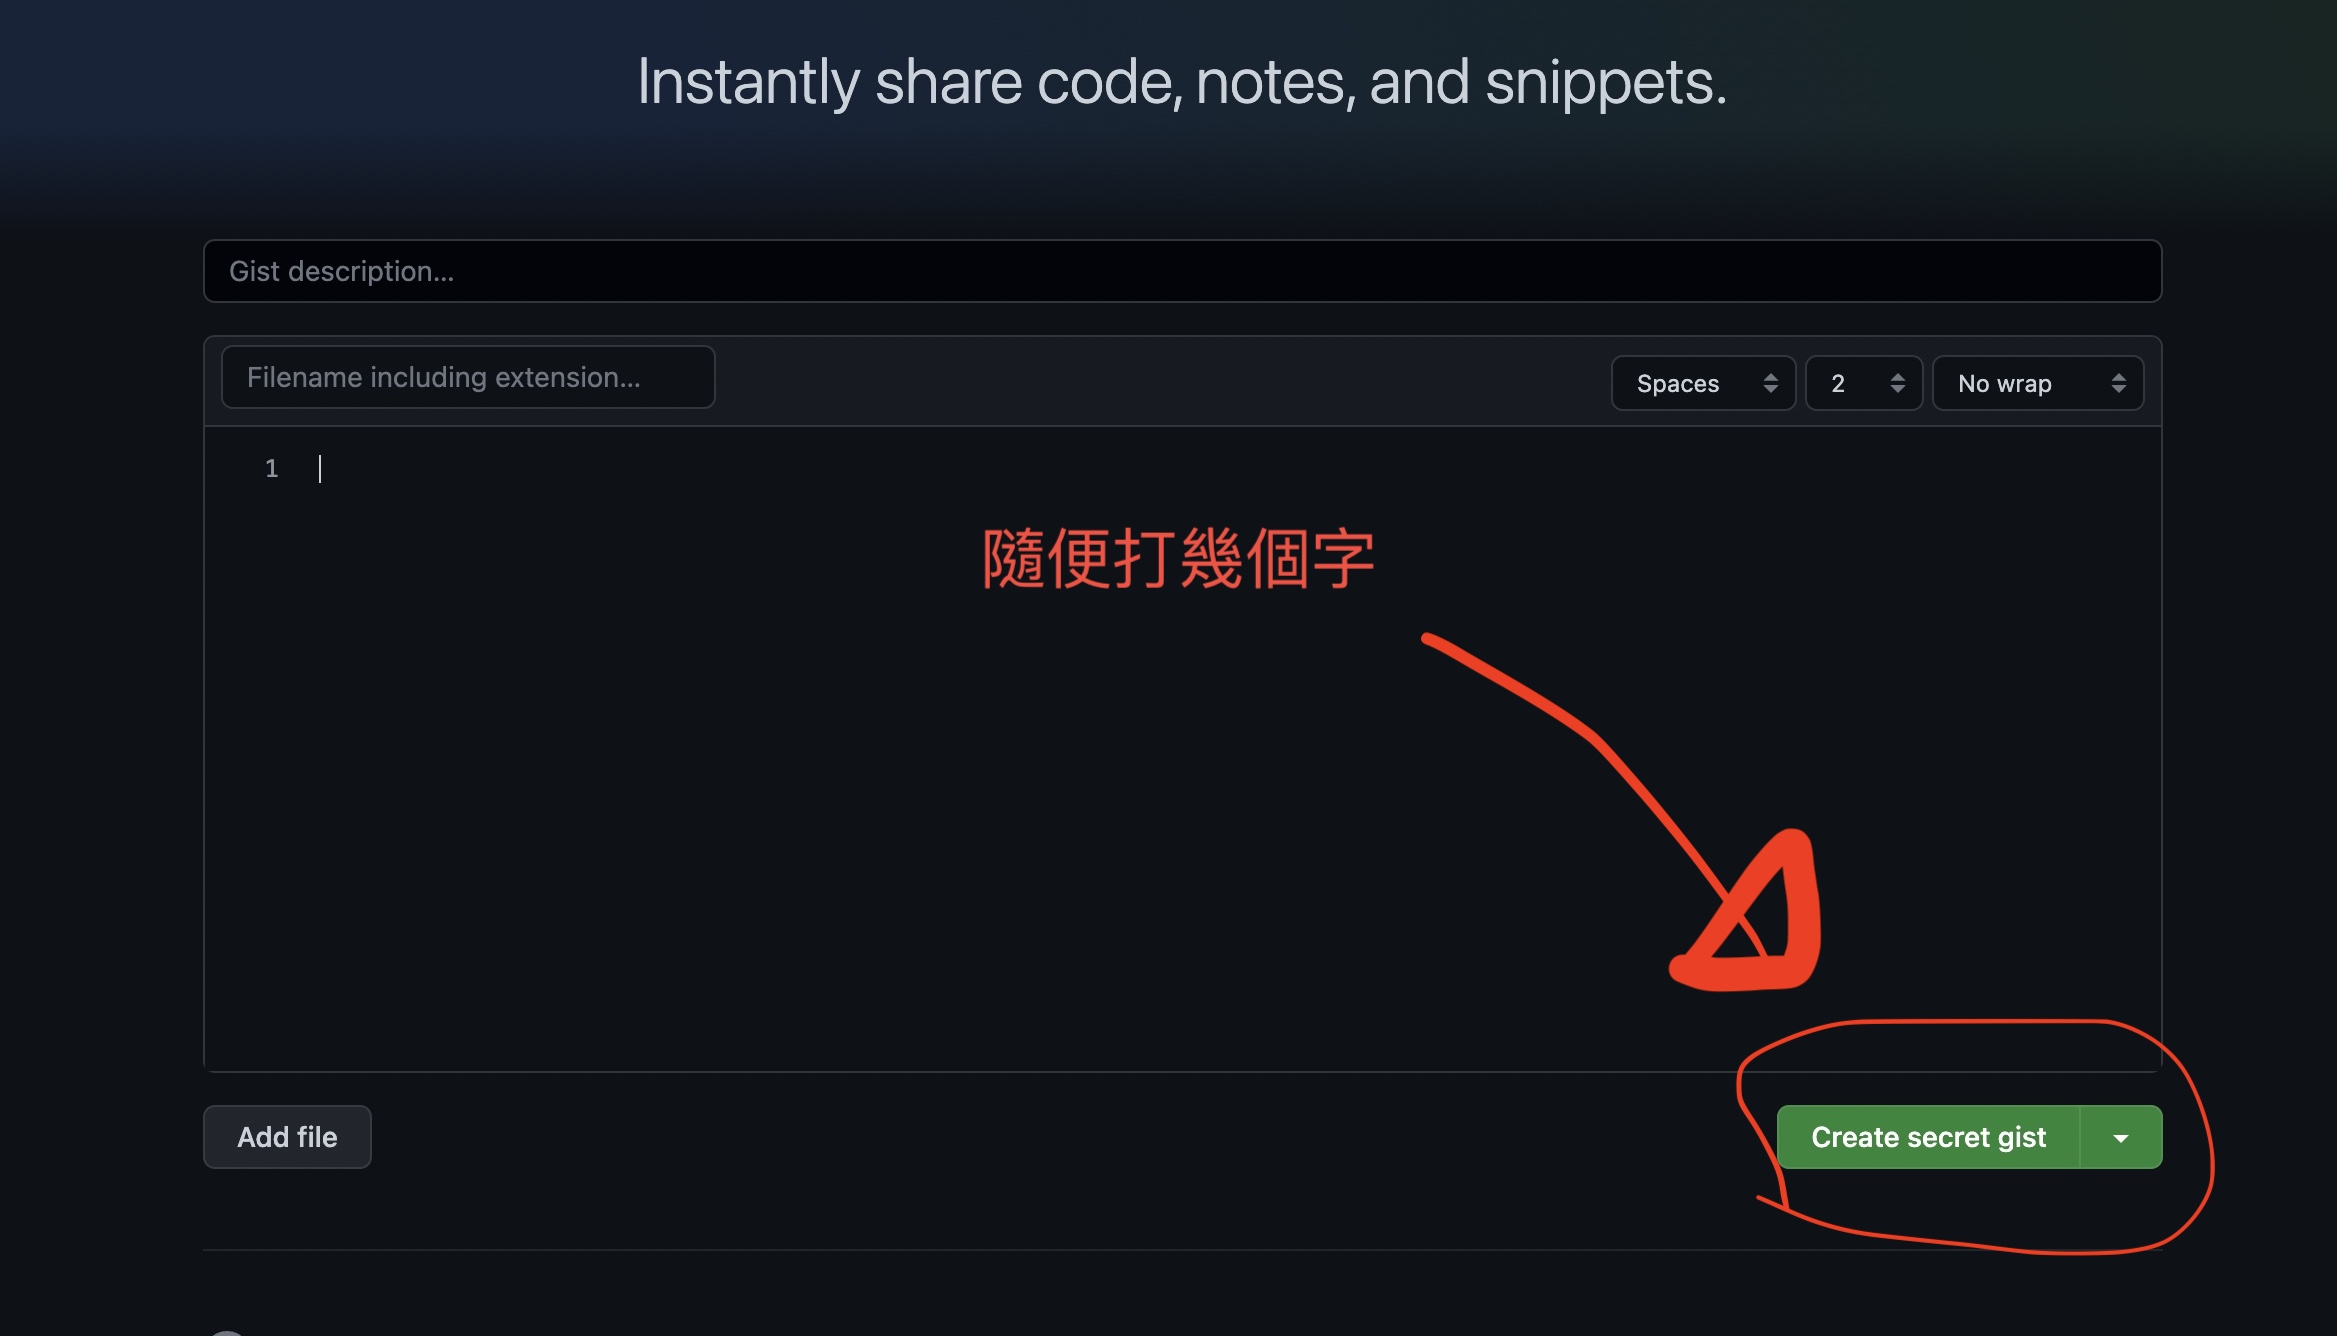 Instantly share code, notes, and snippets.
Gist description...
Filename including extension...
Spaces
2
No wrap
1
隨便打幾個字
Add file
Create secret gist